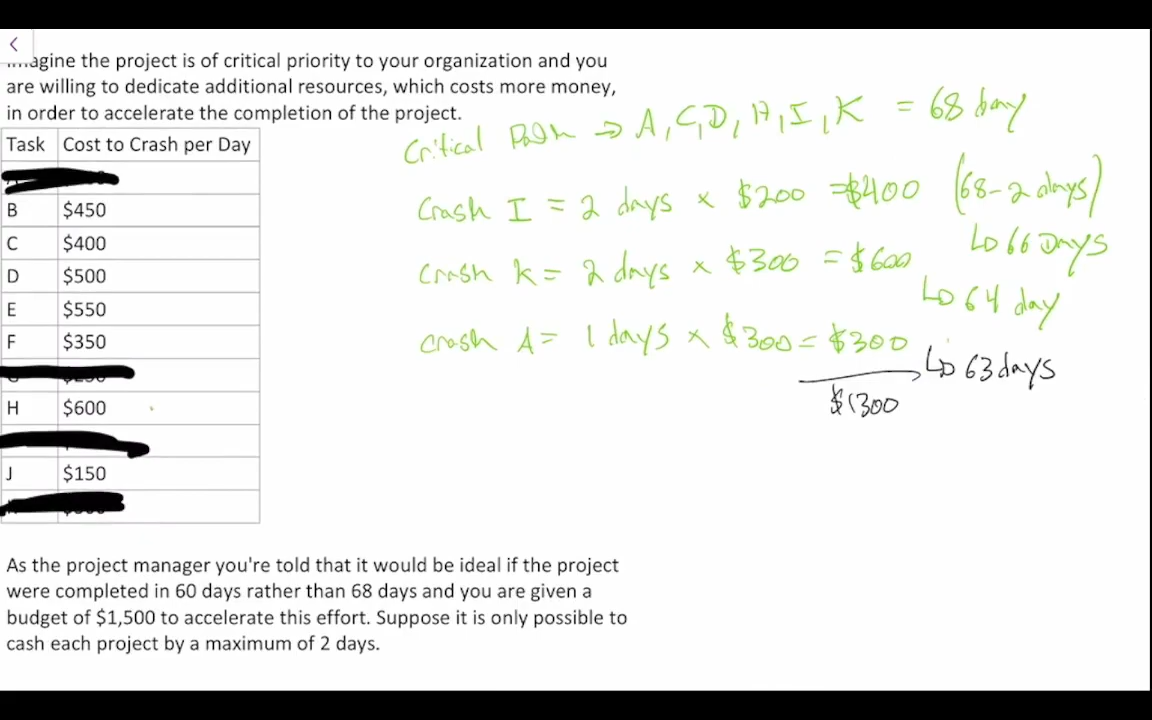 Imagine the project is of critical priority to your organization and you
are willing to dedicate additional resources, which costs more money,
in order to accelerate the completion of the project.
Task Cost to Crash per Day
B $450
C $400
D $500
E $550
F $350
H $600
J $150
As the project manager you're told that it would be ideal if the project
were completed in 60 days rather than 68 days and you are given a
budget of $1,500 to accelerate this effort. Suppose it is only possible to
cash each project by a maximum of 2 days.
Critical Path → A, C, D, H, I, K = 68 day
Crash I = 2 days × $200 = $400 (68-2 days)
↳ 66 Days
Crash K = 2 days × $300 = $600
↳ 64 day
Crash A = 1 days × $300 = $300
↳ 63 days
$1300